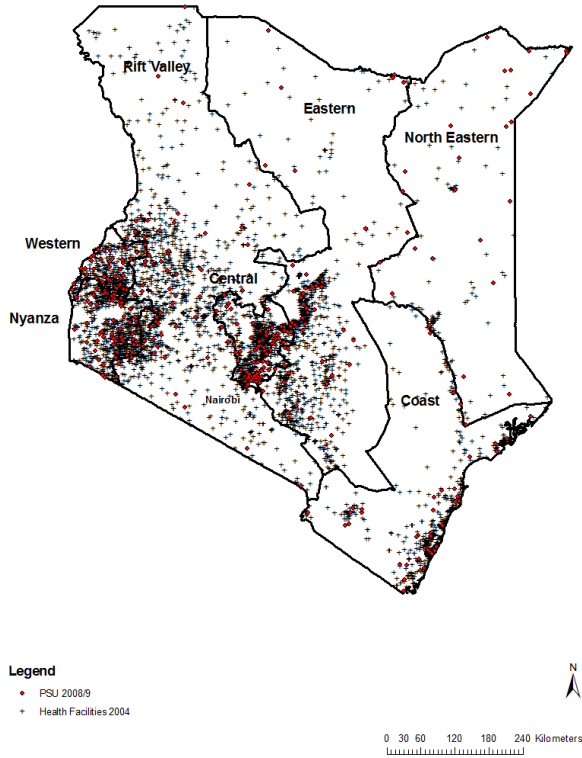 Rift Valley
Eastern
North Eastern
Western
Central
Nyanza
Nairobi
Coast
Legend
PSU 2008/9
Health Facilities 2004
N
0 30 60 120 180 240 Kilometers